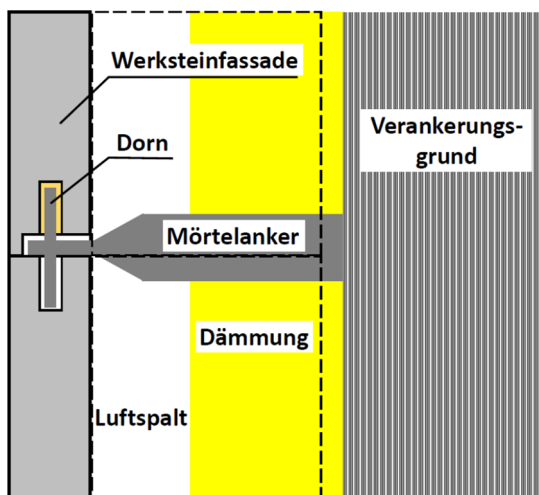 Werksteinfassade
Dorn
Verankerungs-
grund
Mörtelanker
Dämmung
Luftspalt